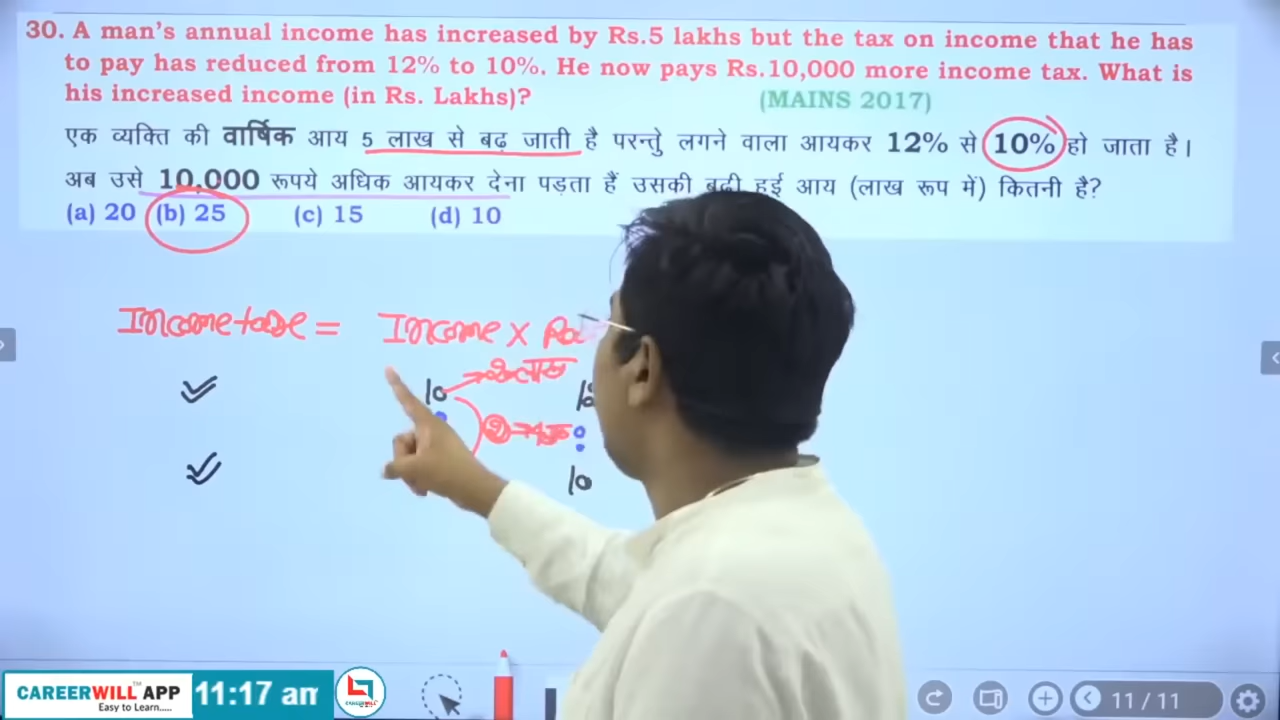 30. A man's annual income has increased by Rs.5 lakhs but the tax on income that he has
to pay has reduced from 12% to 10%. He now pays Rs.10,000 more income tax. What is
his increased income (in Rs. Lakhs)?
(MAINS 2017)
एक व्यक्ति की वार्षिक आय 5 लाख से बढ़ जाती है परन्तु लगने वाला आयकर 12% से 10% हो जाता है।
अब उसे 10,000 रूपये अधिक आयकर देना पड़ता हैं उसकी बढ़ी हुई आय (लाख रूप में) कितनी है?
(a) 20 (b) 25 (c) 15 (d) 10
Income tax = Income x
10
10
CAREERWILL APP
Easy to Learn.....
11:17 am
CAREERWILL
11 / 11